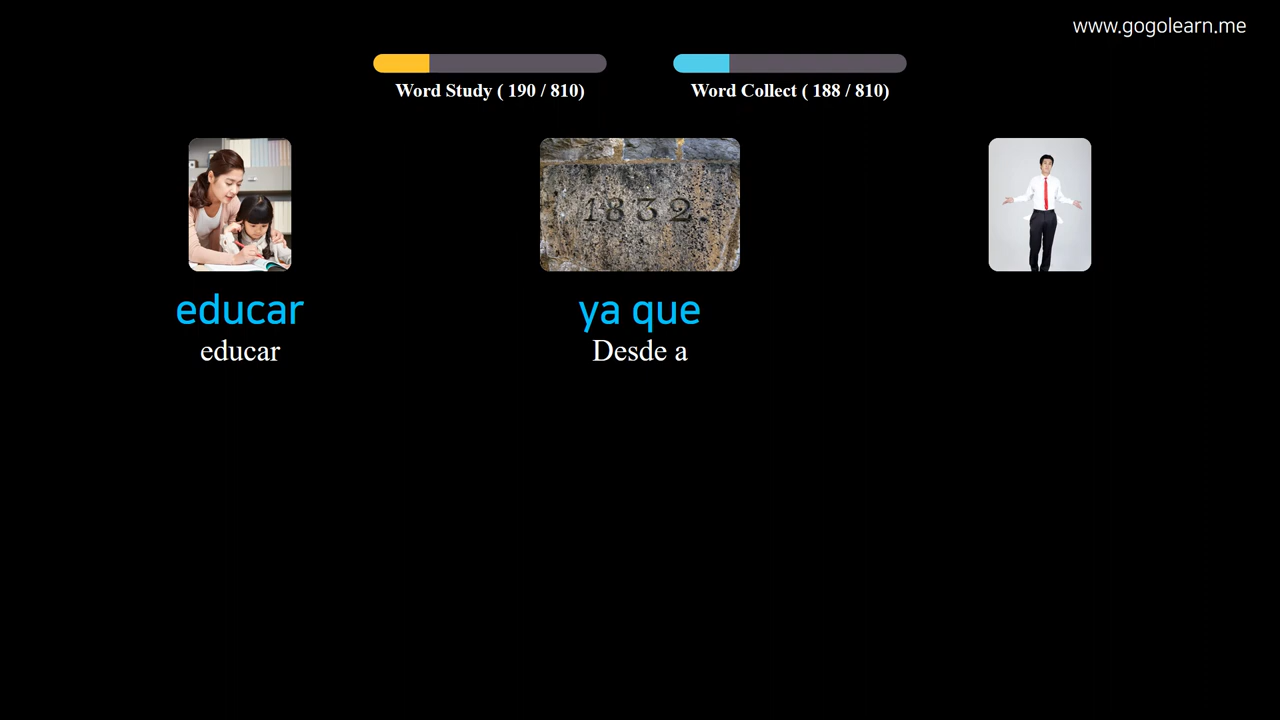 www.gogolearn.me
Word Study ( 190 / 810)
Word Collect ( 188 / 810)
1832.
educar
ya que
educar
Desde a